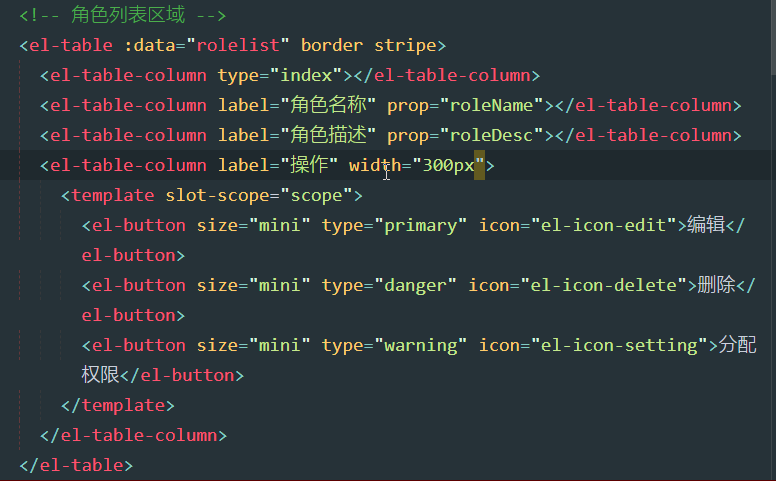 <!-- 角色列表区域 -->
<el-table :data="rolelist" border stripe>
<el-table-column type="index"></el-table-column>
<el-table-column label="角色名称" prop="roleName"></el-table-column>
<el-table-column label="角色描述" prop="roleDesc"></el-table-column>
<el-table-column label="操作" width="300px">
<template slot-scope="scope">
<el-button size="mini" type="primary" icon="el-icon-edit">编辑</
el-button>
<el-button size="mini" type="danger" icon="el-icon-delete">删除</
el-button>
<el-button size="mini" type="warning" icon="el-icon-setting">分配
权限</el-button>
</template>
</el-table-column>
</el-table>